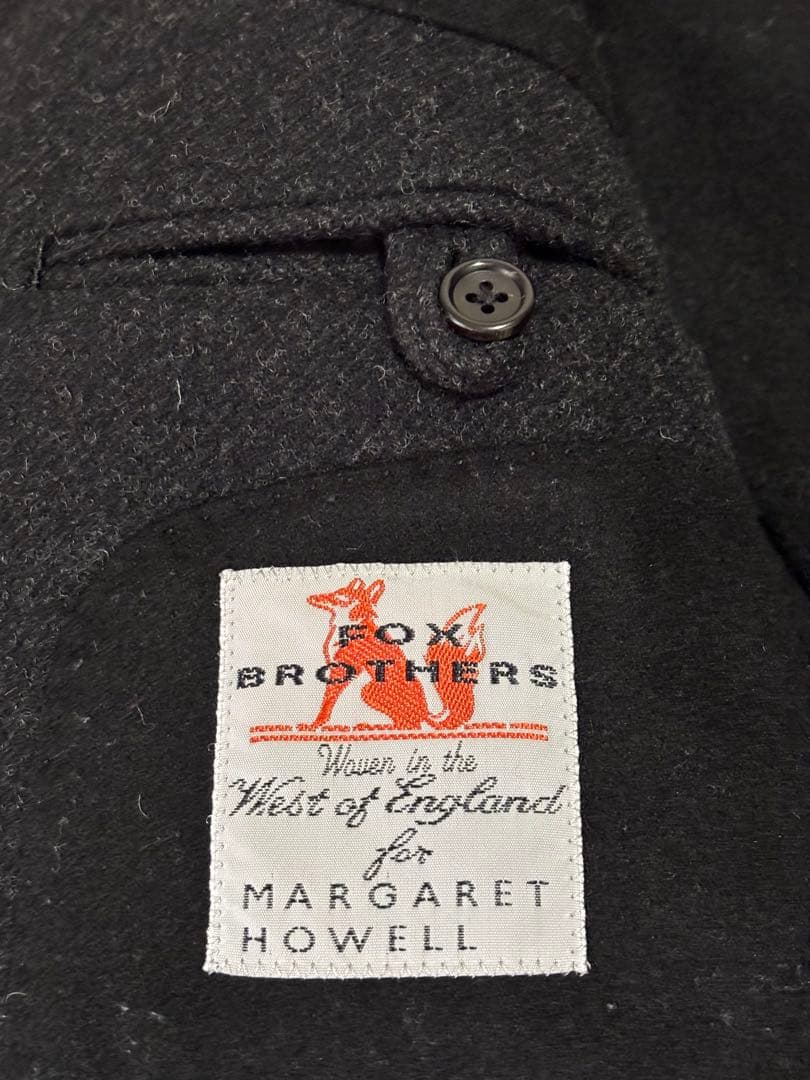 FOX
BROTHERS
Woven in the
West of England
for
MARGARET
HOWELL